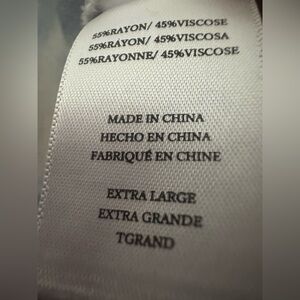 55%RAYON/ 45%VISCOSE
55%RAYON/ 45%VISCOSA
55%RAYONNE/ 45%VISCOSE
MADE IN CHINA
HECHO EN CHINA
FABRIQUÉ EN CHINE
EXTRA LARGE
EXTRA GRANDE
TGRAND